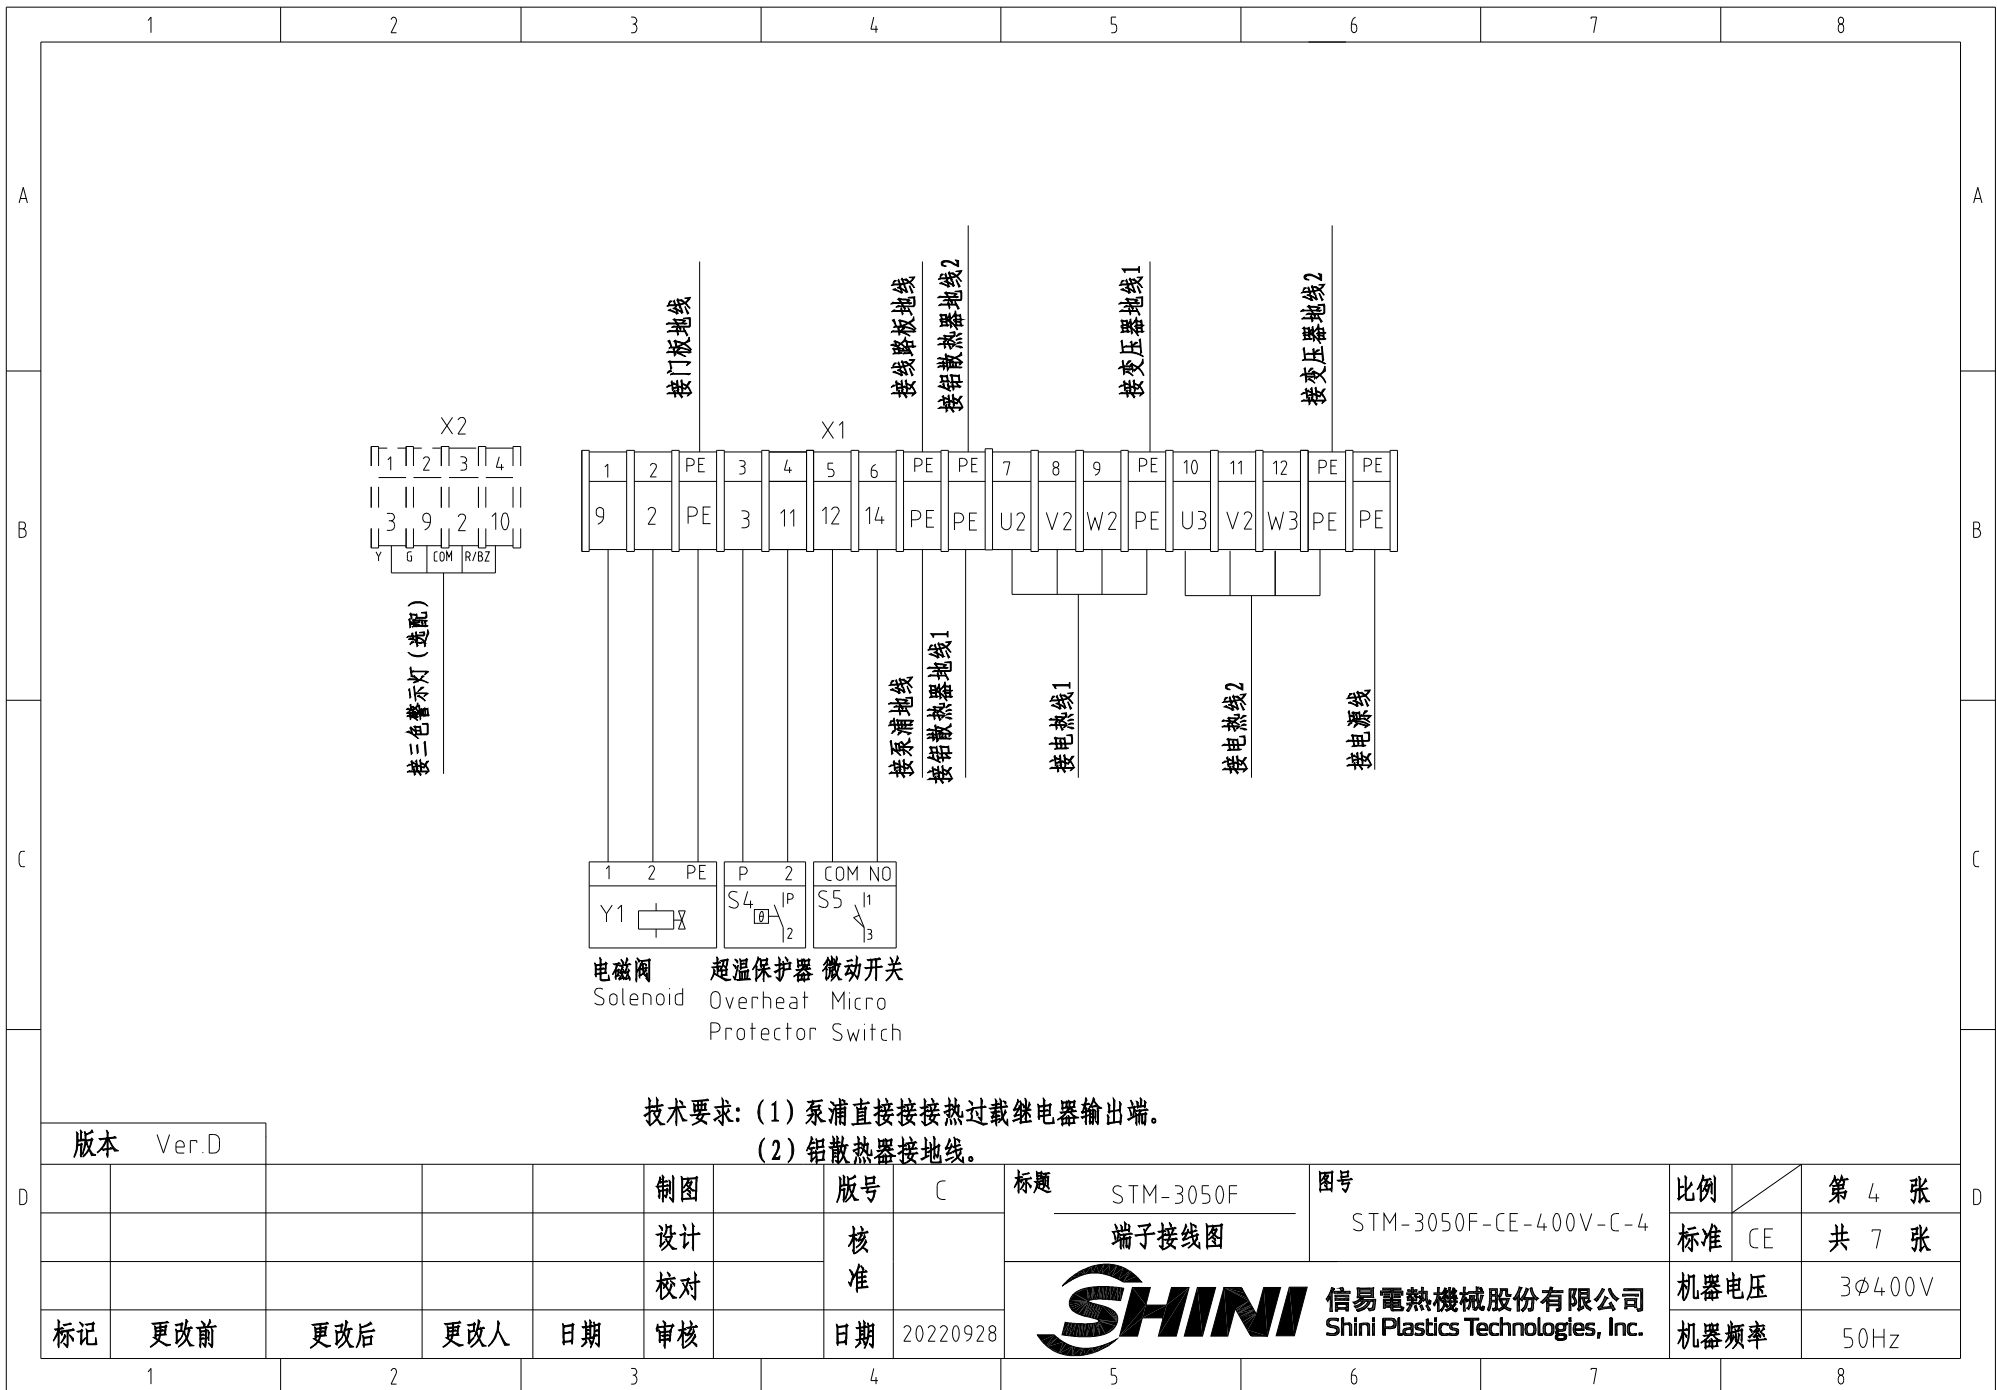 1 2 3 4 5 6 7 8
A A
接门板地线
接线路板地线
接铝散热器地线2
接变压器地线1
接变压器地线2
X2
X1
1 2 3 4
1 2 PE 3 4 5 6 PE PE 7 8 9 PE 10 11 12 PE PE
3 9 2 10
9 2 PE 3 11 12 14 PE PE U2 V2 W2 PE U3 V2 W3 PE PE
B B
Y G COM R/BZ
接三色警示灯(选配)
接泵浦地线
接铝散热器地线1
接电热线1
接电热线2
接电源线
C C
1 2 PE
P 2
COM NO
Y1
S4 θ P 2
S5 1 3
电磁阀
Solenoid
超温保护器
Overheat
Protector
微动开关
Micro
Switch
技术要求:(1)泵浦直接接接热过载继电器输出端。
(2)铝散热器接地线。
版本 Ver.D
D D
制图 版号 C
设计 核准
校对
标记 更改前 更改后 更改人 日期 审核 日期 20220928
标题 STM-3050F
端子接线图
图号 STM-3050F-CE-400V-C-4
比例 第 4 张
标准 CE 共 7 张
机器电压 3Φ400V
机器频率 50Hz
SHINI
信易電熱機械股份有限公司
Shini Plastics Technologies, Inc.
1 2 3 4 5 6 7 8